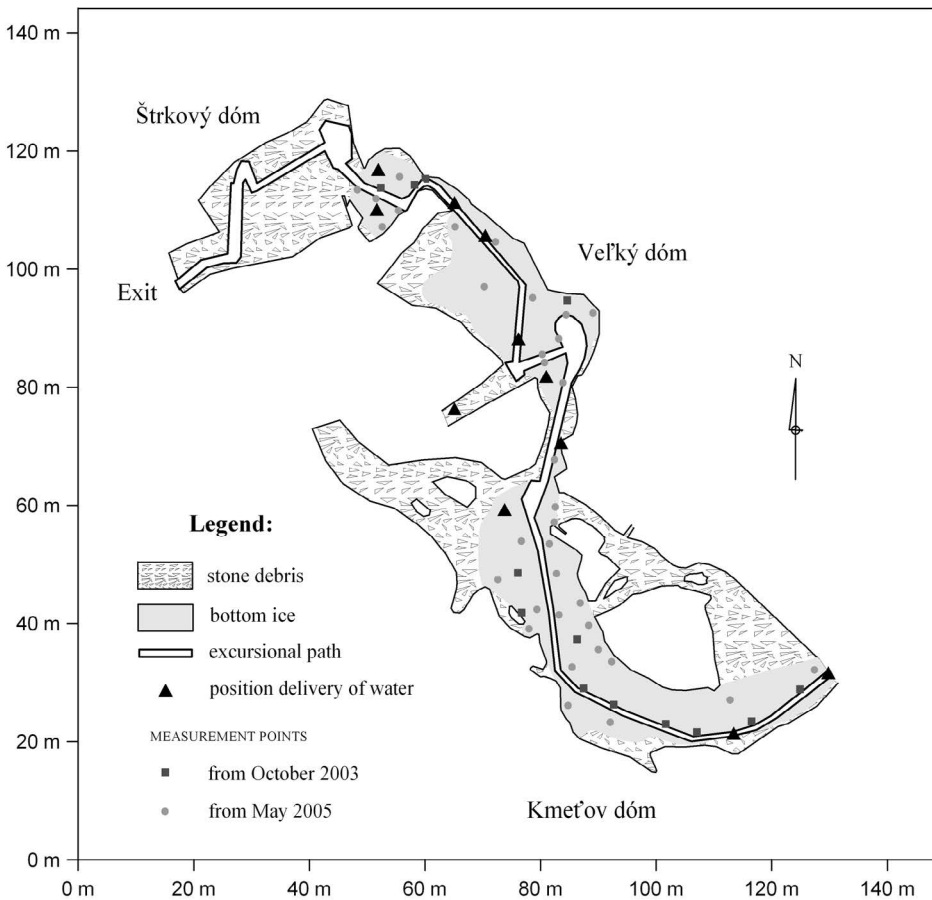 140 m
120 m
100 m
80 m
60 m
40 m
20 m
0 m
0 m
20 m
40 m
60 m
80 m
100 m
120 m
140 m
Štrkový dóm
Exit
Veľký dóm
N
Kmeťov dóm
Legend:
stone debris
bottom ice
excursional path
position delivery of water
MEASUREMENT POINTS
from October 2003
from May 2005